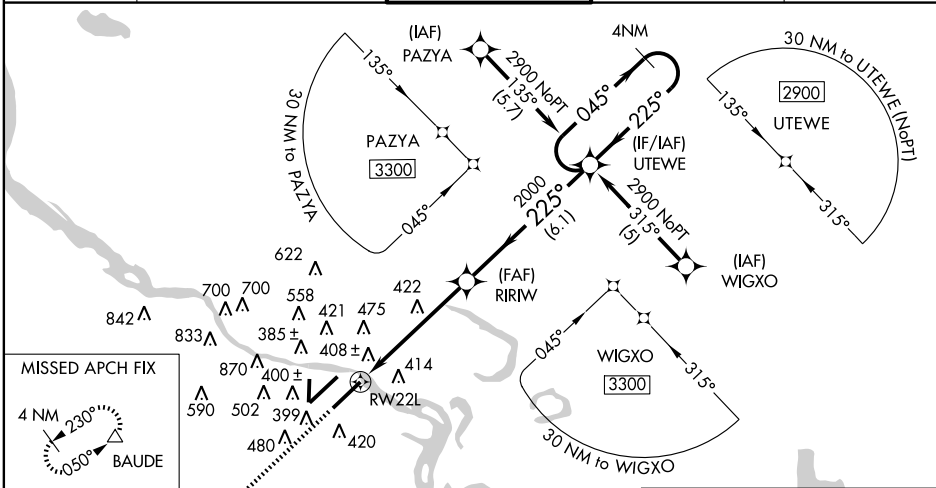 (IAF)
PAZYA
2900 NoPT
135°
(5.7)
4NM
045°
225°
(IF/IAF)
UTEWE
30 NM to UTEWE (NoPT)
2900
UTEWE
135°
315°
135°
30 NM to PAZYA
PAZYA
3300
045°
2000
225°
(6.1)
2900 NoPT
315°
(5)
(IAF)
WIGXO
(FAF)
RIRIW
622
700
700
558
421
475
422
842
833
385 ±
408 ±
870
400 ±
414
RW22L
590
502
399
480
420
045°
WIGXO
3300
315°
30 NM to WIGXO
MISSED APCH FIX
4 NM
230°
050°
BAUDE